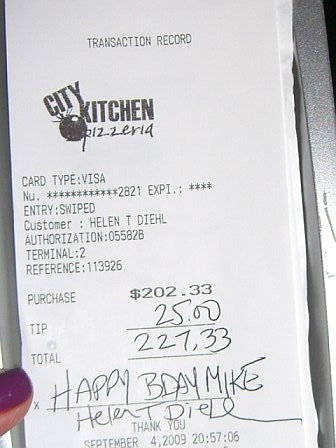 TRANSACTION RECORD
CITY
KITCHEN
pizzeria
CARD TYPE:VISA
Nu. ************2821 EXPI.: ****
ENTRY:SWIPED
Customer : HELEN T DIEHL
AUTHORIZATION:05582B
TERMINAL:2
REFERENCE:113926
PURCHASE $202.33
TIP 25.00
TOTAL 227.33
x HAPPY BDAY MIKE
Helen T Diehl
THANK YOU
SEPTEMBER 4,2009 20:57:06